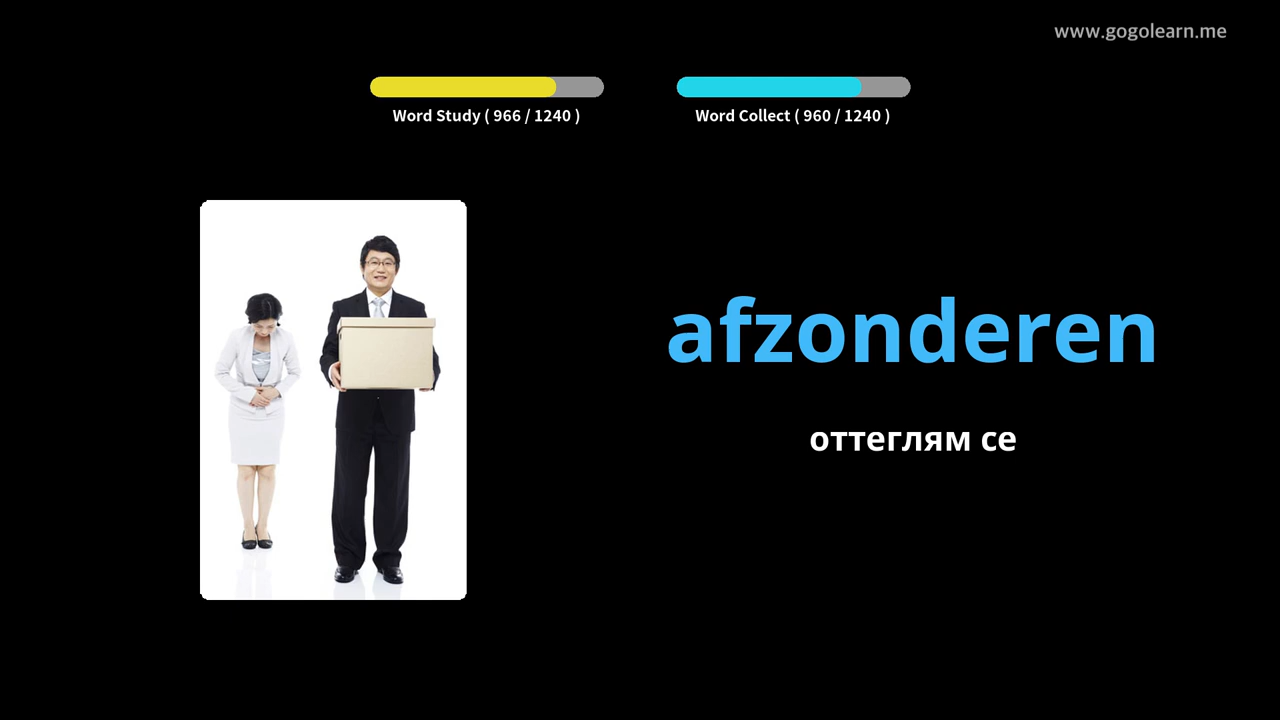 www.gogolearn.me
Word Study ( 966 / 1240 )
Word Collect ( 960 / 1240 )
afzonderen
оттеглям се